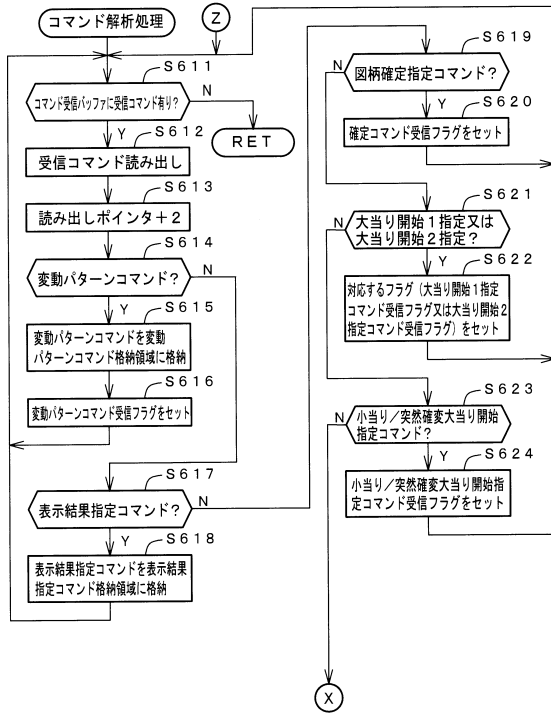 コマンド解析処理
Z
S611
コマンド受信バッファに受信コマンド有り?
N
Y
RET
S612
受信コマンド読み出し
S613
読み出しポインタ+2
S614
変動パターンコマンド?
N
Y
S615
変動パターンコマンドを変動
パターンコマンド格納領域に格納
S616
変動パターンコマンド受信フラグをセット
S617
表示結果指定コマンド?
N
Y
S618
表示結果指定コマンドを表示結果
指定コマンド格納領域に格納
S619
N
図柄確定指定コマンド?
Y
S620
確定コマンド受信フラグをセット
S621
N
大当り開始1指定又は
大当り開始2指定?
Y
S622
対応するフラグ(大当り開始1指定
コマンド受信フラグ又は大当り開始2
指定コマンド受信フラグ)をセット
S623
N
小当り/突然確変大当り開始
指定コマンド?
Y
S624
小当り/突然確変大当り開始指
定コマンド受信フラグをセット
X